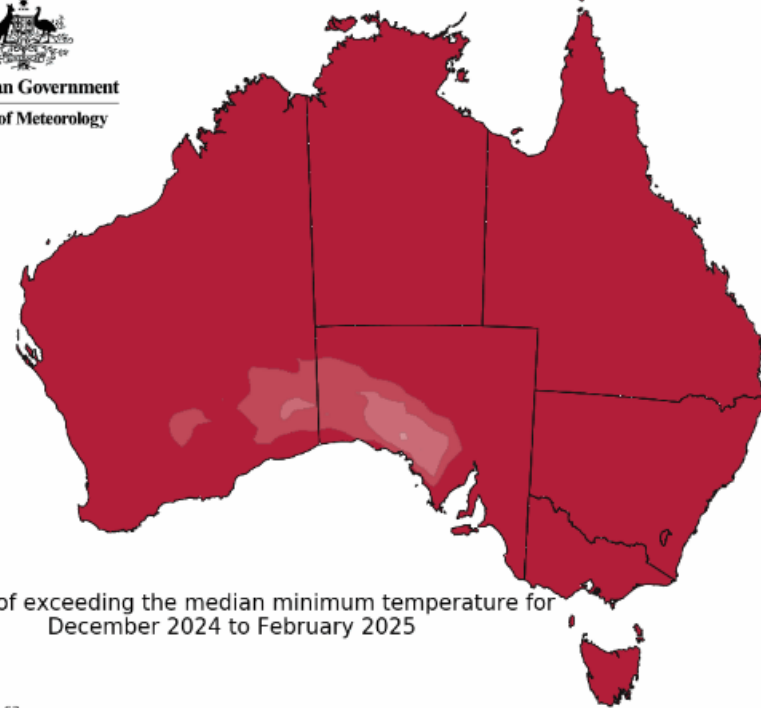 an Government
of Meteorology
of exceeding the median minimum temperature for
December 2024 to February 2025